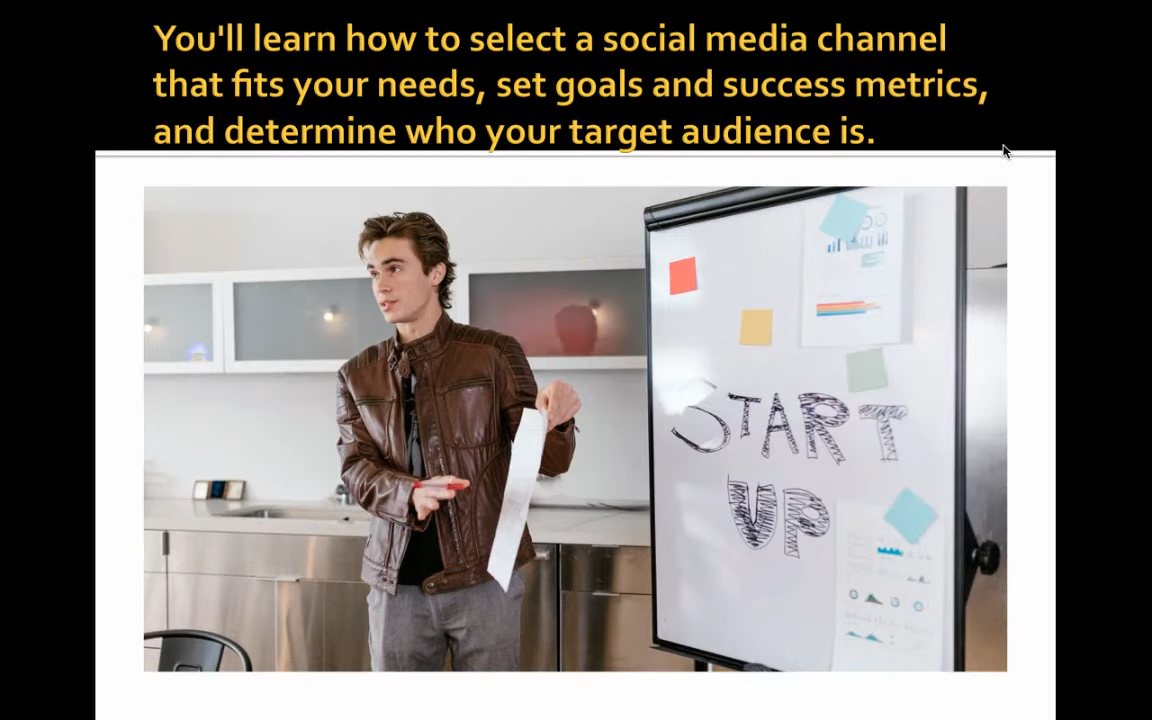 You'll learn how to select a social media channel
that fits your needs, set goals and success metrics,
and determine who your target audience is.
START
UP